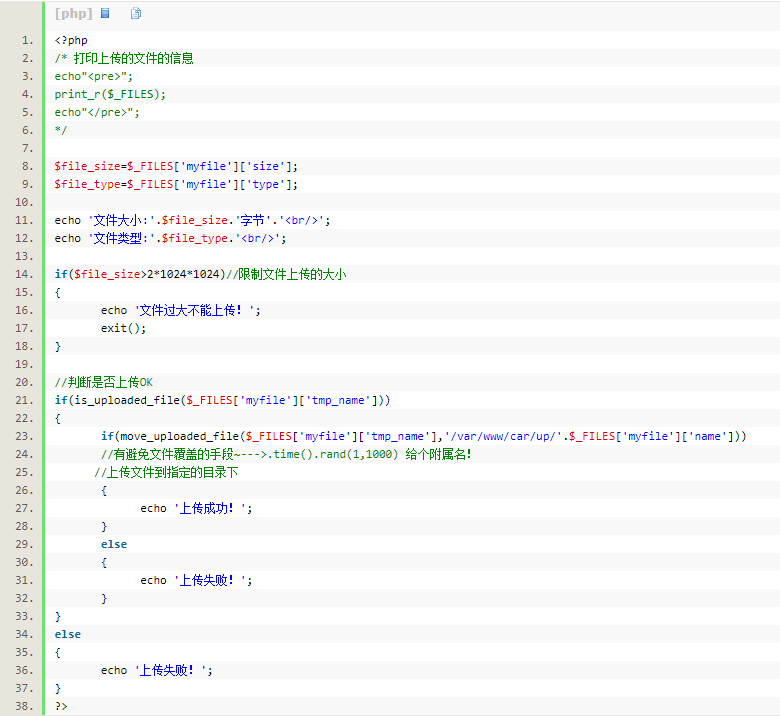 [php]
1. <?php
2. /* 打印上传的文件的信息
3. echo"<pre>";
4. print_r($_FILES);
5. echo"</pre>";
6. */
7.
8. $file_size=$_FILES['myfile']['size'];
9. $file_type=$_FILES['myfile']['type'];
10.
11. echo '文件大小:'.$file_size.'字节'.'<br/>';
12. echo '文件类型:'.$file_type.'<br/>';
13.
14. if($file_size>2*1024*1024)//限制文件上传的大小
15. {
16. echo '文件过大不能上传！';
17. exit();
18. }
19.
20. //判断是否上传OK
21. if(is_uploaded_file($_FILES['myfile']['tmp_name']))
22. {
23. if(move_uploaded_file($_FILES['myfile']['tmp_name'],'/var/www/car/up/'.$_FILES['myfile']['name']))
24. //有避免文件覆盖的手段~--->.time().rand(1,1000) 给个附属名！
25. //上传文件到指定的目录下
26. {
27. echo '上传成功！';
28. }
29. else
30. {
31. echo '上传失败！';
32. }
33. }
34. else
35. {
36. echo '上传失败！';
37. }
38. ?>